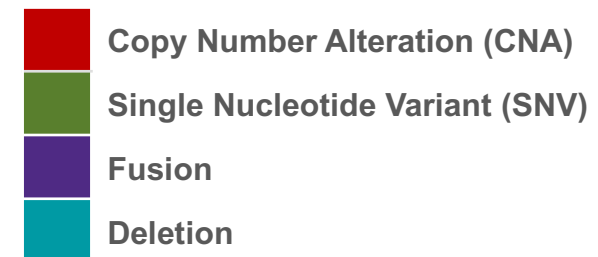 Copy Number Alteration (CNA)
Single Nucleotide Variant (SNV)
Fusion
Deletion